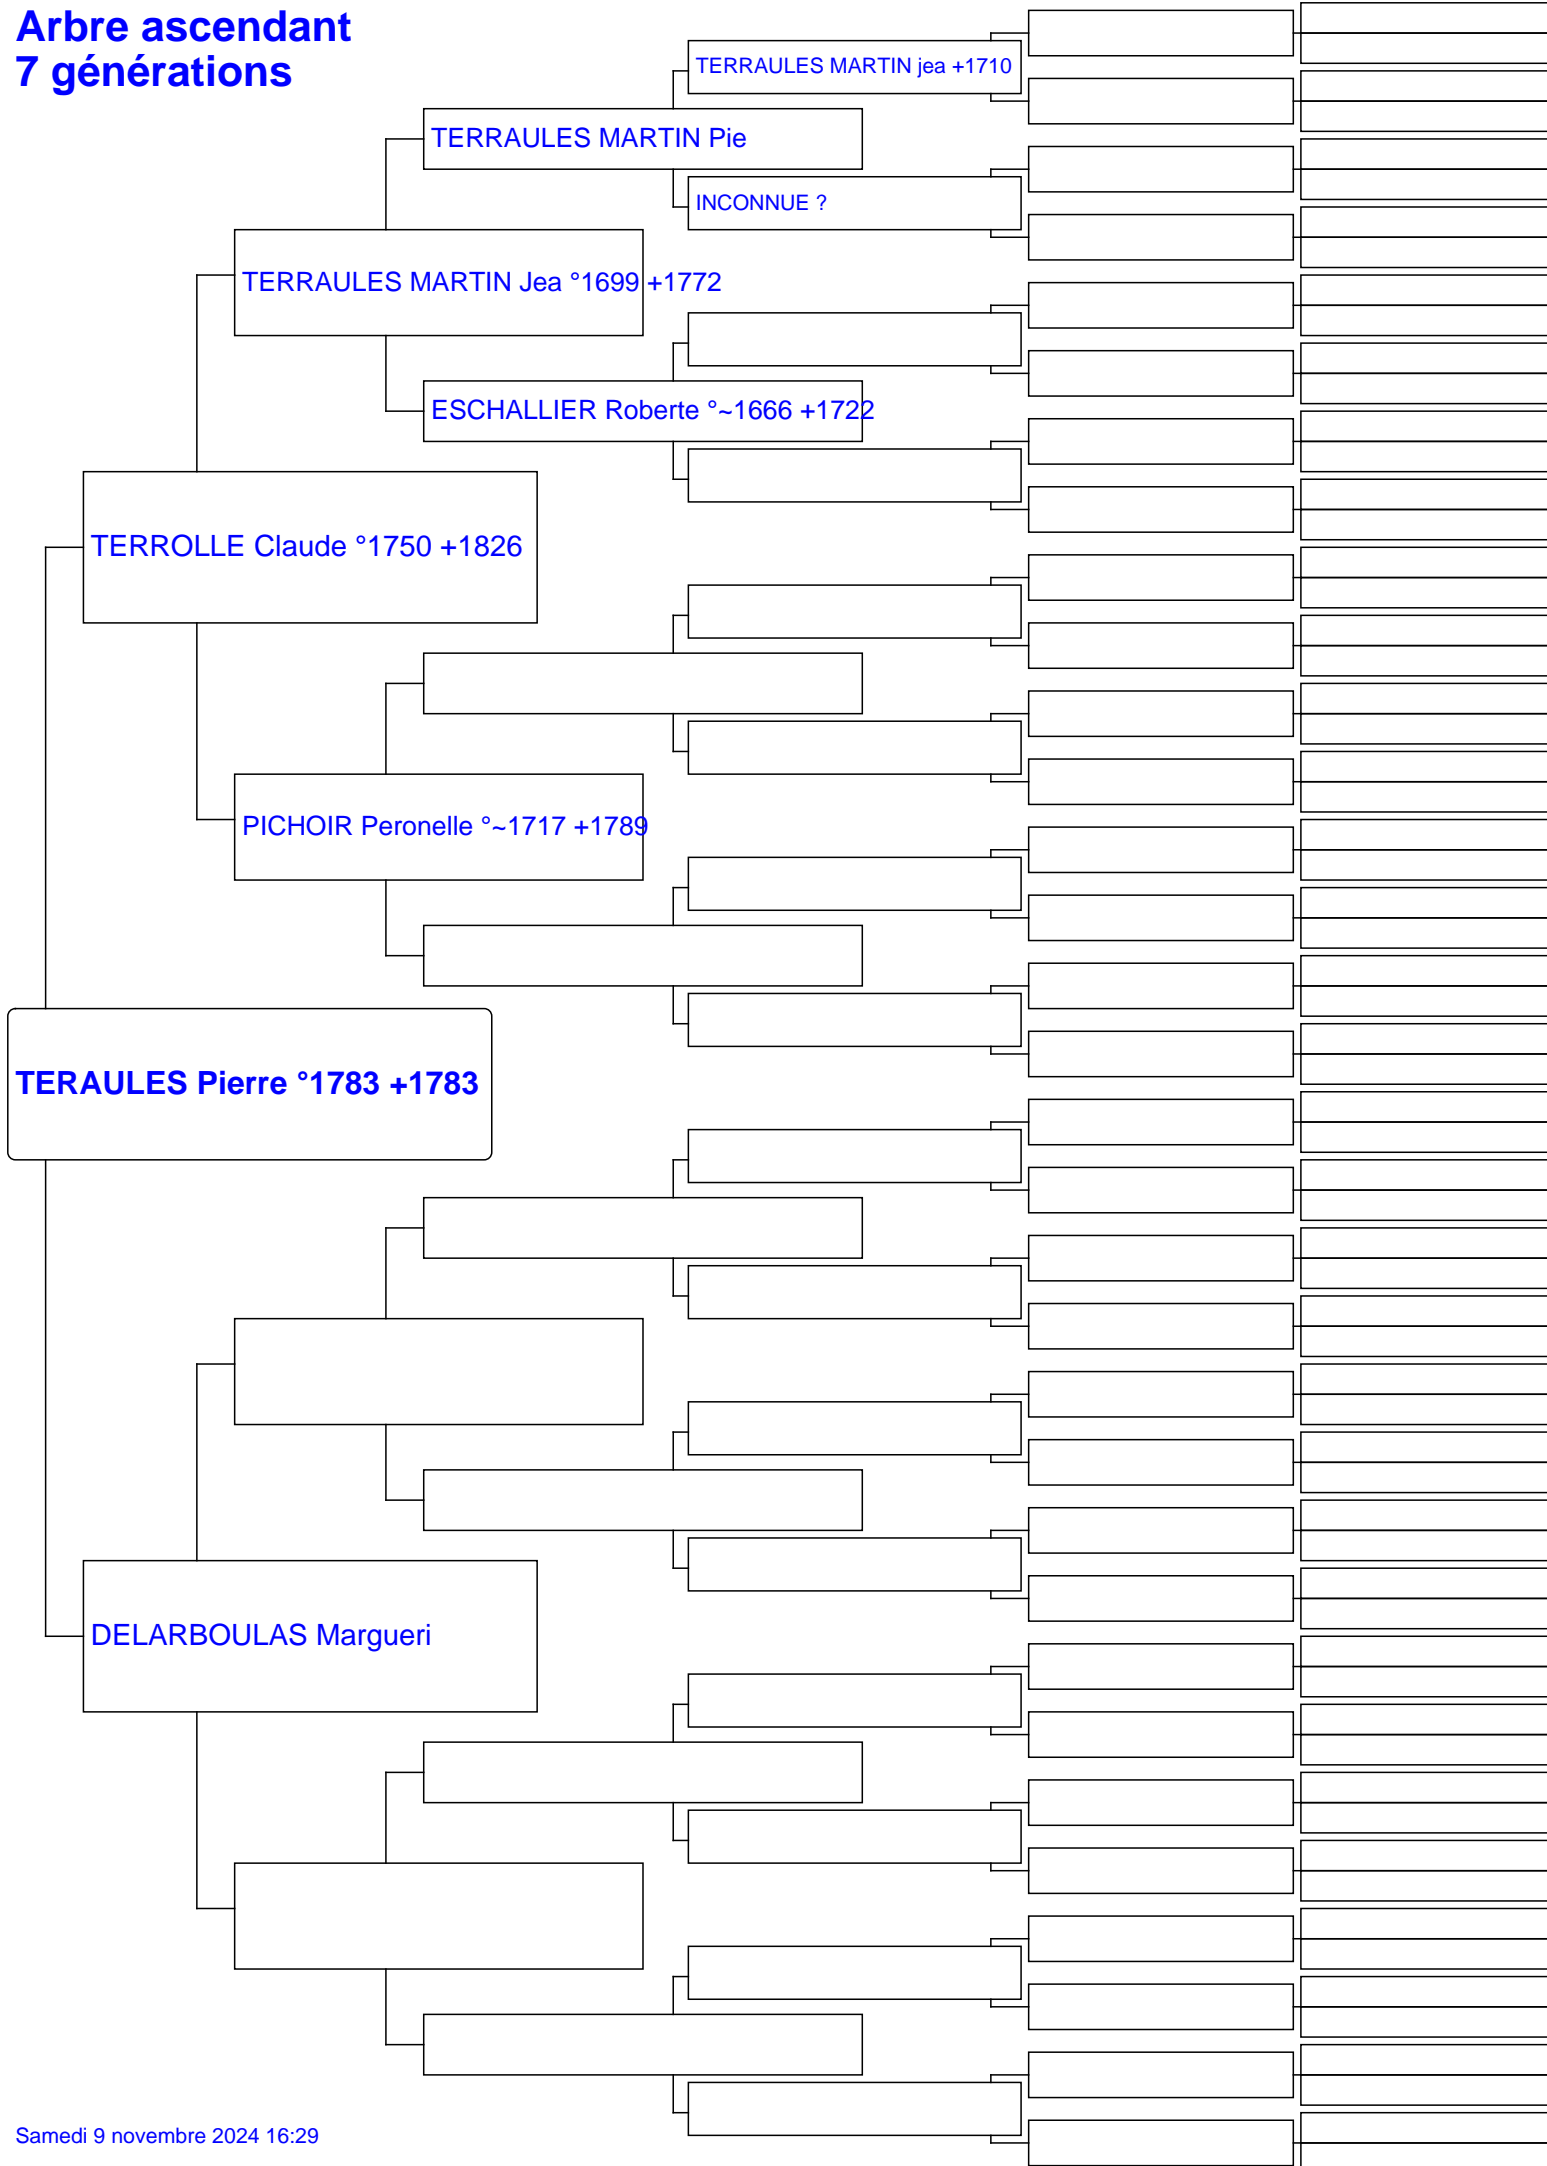 Arbre ascendant
7 générations
TERRAULES MARTIN jea +1710
TERRAULES MARTIN Pie
INCONNUE ?
TERRAULES MARTIN Jea °1699 +1772
ESCHALLIER Roberte °~1666 +1722
TERROLLE Claude °1750 +1826
PICHOIR Peronelle °~1717 +1789
TERAULES Pierre °1783 +1783
DELARBOULAS Margueri
Samedi 9 novembre 2024 16:29